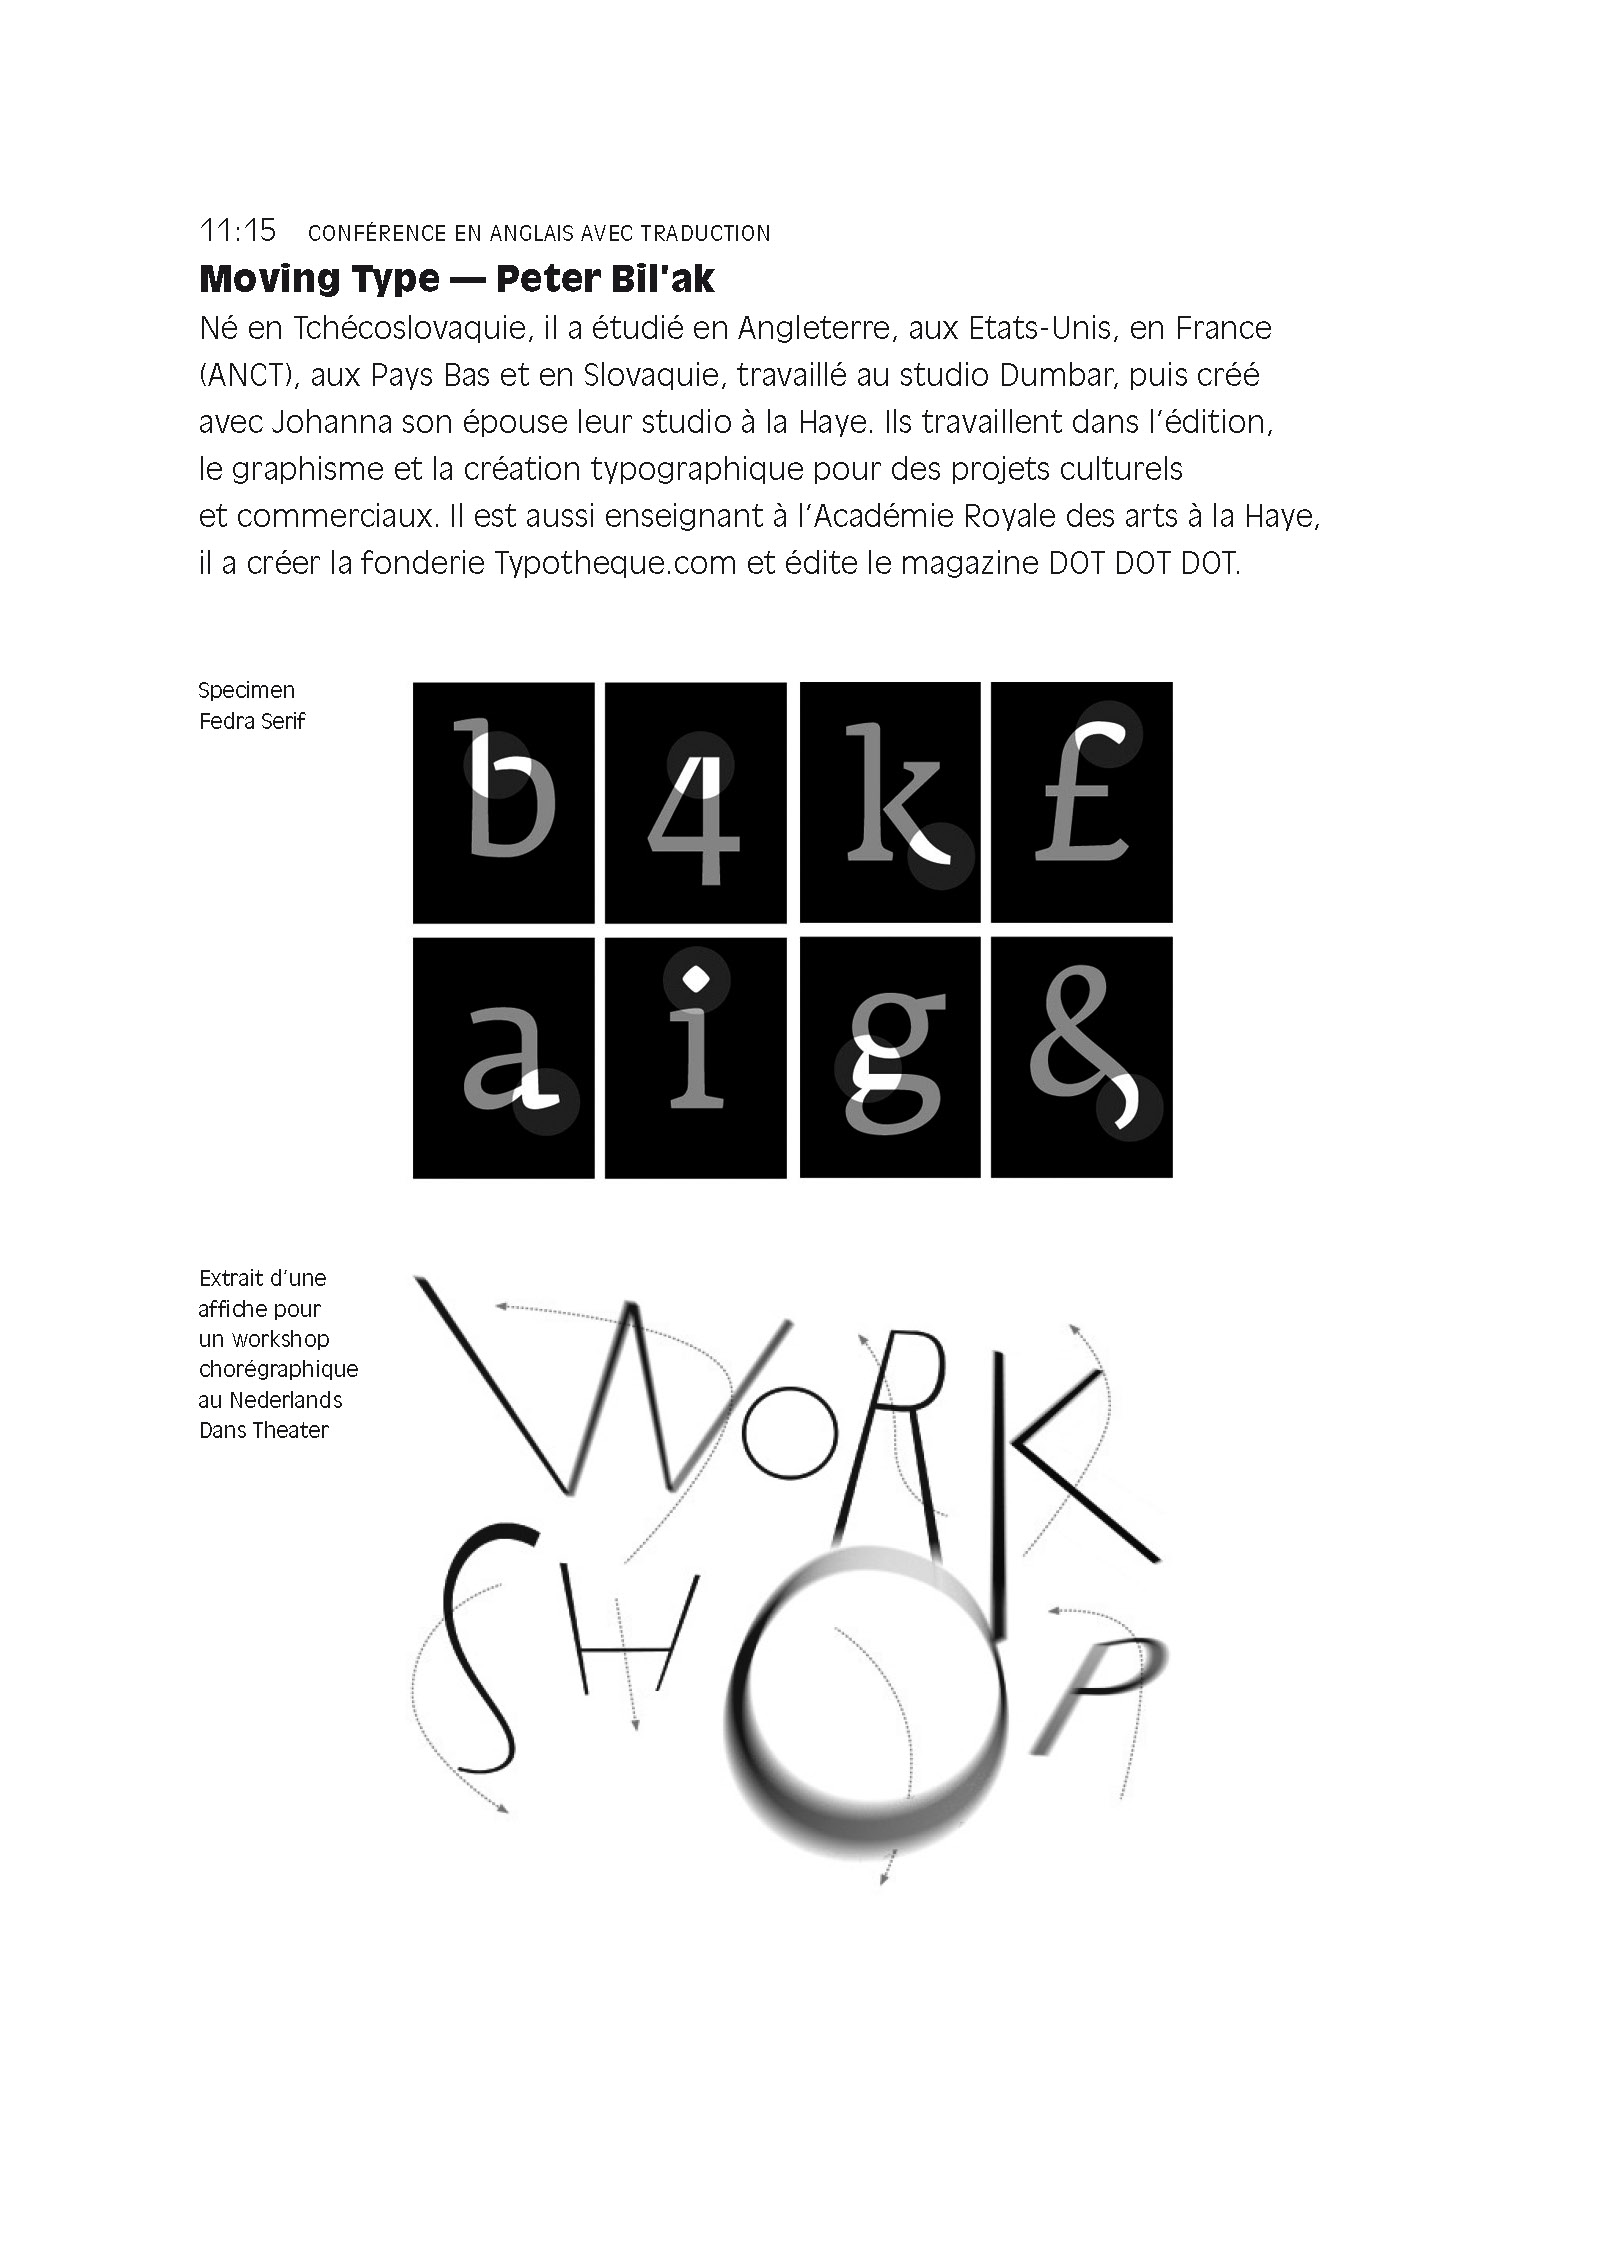 11:15 CONFÉRENCE EN ANGLAIS AVEC TRADUCTION
Moving Type — Peter Bil'ak
Né en Tchécoslovaquie, il a étudié en Angleterre, aux Etats-Unis, en France
(ANCT), aux Pays Bas et en Slovaquie, travaillé au studio Dumbar, puis créé
avec Johanna son épouse leur studio à la Haye. Ils travaillent dans l'édition,
le graphisme et la création typographique pour des projets culturels
et commerciaux. Il est aussi enseignant à l'Académie Royale des arts à la Haye,
il a créer la fonderie Typotheque.com et édite le magazine DOT DOT DOT.
Specimen
Fedra Serif
b 4 k £
a i g &
Extrait d'une
affiche pour
un workshop
chorégraphique
au Nederlands
Dans Theater
WORK
SHOP